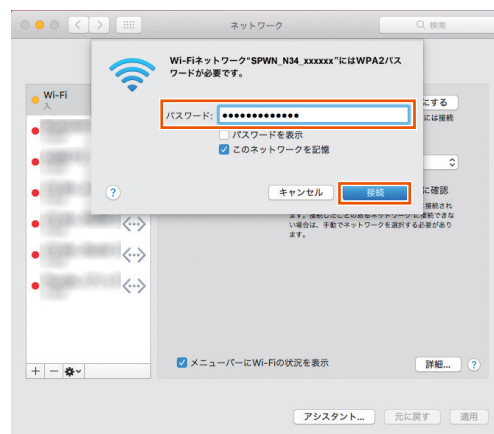 ネットワーク
検索
Wi-Fiネットワーク"SPWN_N34_xxxxxx"にはWPA2パス
ワードが必要です。
Wi-Fi
入
にする
には接続
パスワード: •••••••••••••
パスワードを表示
このネットワークを記憶
? キャンセル 接続
に確認
に接続され
ます。接続したことのあるネットワークに接続できな
い場合は、手動でネットワークを選択する必要があり
ます。
メニューバーにWi-Fiの状況を表示
詳細... ?
アシスタント... 元に戻す 適用